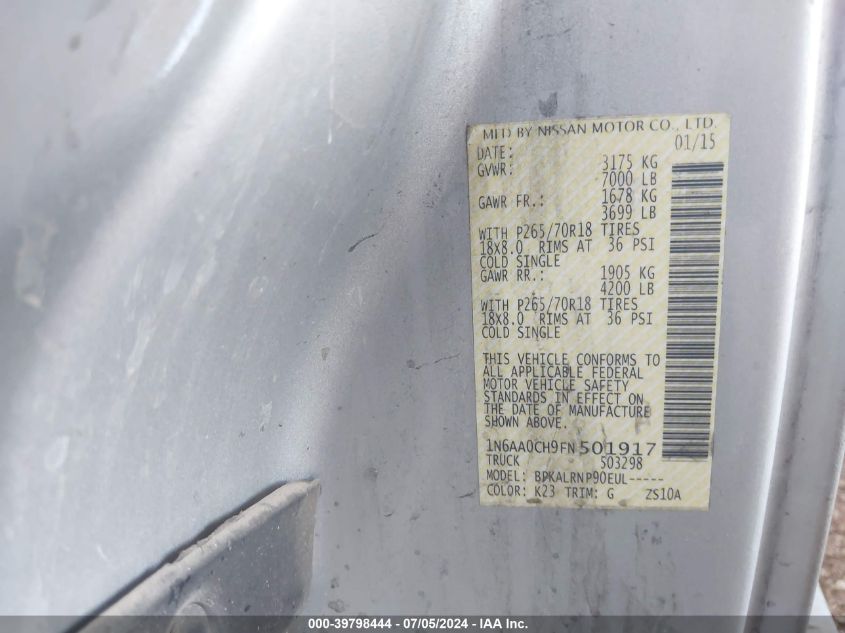 MFD BY NISSAN MOTOR CO., LTD.
DATE: 01/15
GVWR: 3175 KG
7000 LB
GAWR FR.: 1678 KG
3699 LB
WITH P265/70R18 TIRES
18X8.0 RIMS AT 36 PSI
COLD SINGLE
GAWR RR.: 1905 KG
4200 LB
WITH P265/70R18 TIRES
18X8.0 RIMS AT 36 PSI
COLD SINGLE
THIS VEHICLE CONFORMS TO
ALL APPLICABLE FEDERAL
MOTOR VEHICLE SAFETY
STANDARDS IN EFFECT ON
THE DATE OF MANUFACTURE
SHOWN ABOVE.
1N6AA0CH9FN501917
TRUCK 503298
MODEL: BPKALRNP90EUL-----
COLOR: K23 TRIM: G ZS10A
000-39798444 - 07/05/2024 - IAA Inc.